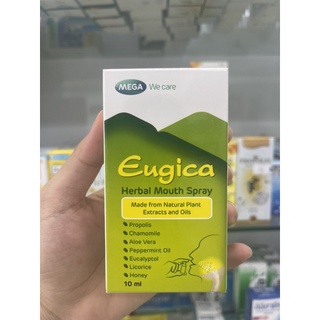 MEGA We care
Eugica
Herbal Mouth Spray
Made from Natural Plant
Extracts and Oils
Propolis
Chamomile
Aloe Vera
Peppermint Oil
Eucalyptol
Licorice
Honey
10 ml